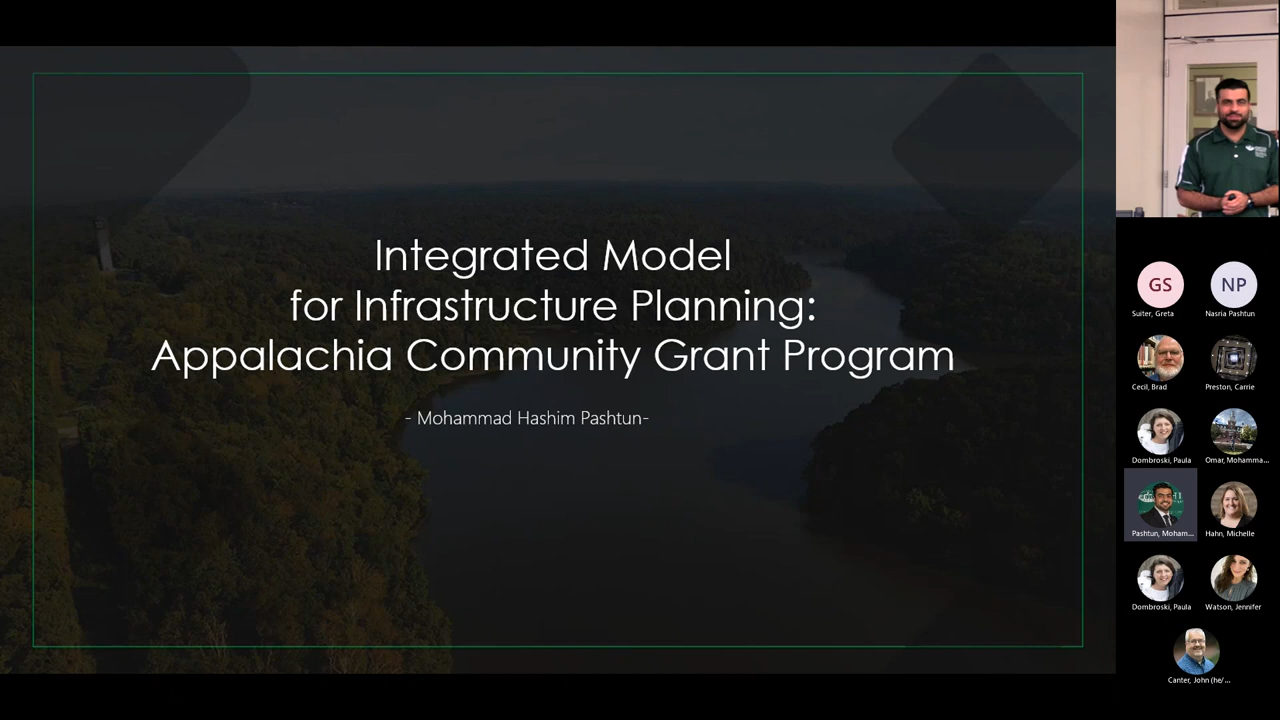 Integrated Model
for Infrastructure Planning:
Appalachia Community Grant Program
- Mohammad Hashim Pashtun-
GS
NP
Suiter, Greta
Nasria Pashtun
Cecil, Brad
Preston, Carrie
Dombroski, Paula
Omar, Mohamma...
Pashtun, Moham...
Hahn, Michelle
Dombroski, Paula
Watson, Jennifer
Canter, John (he/ ...